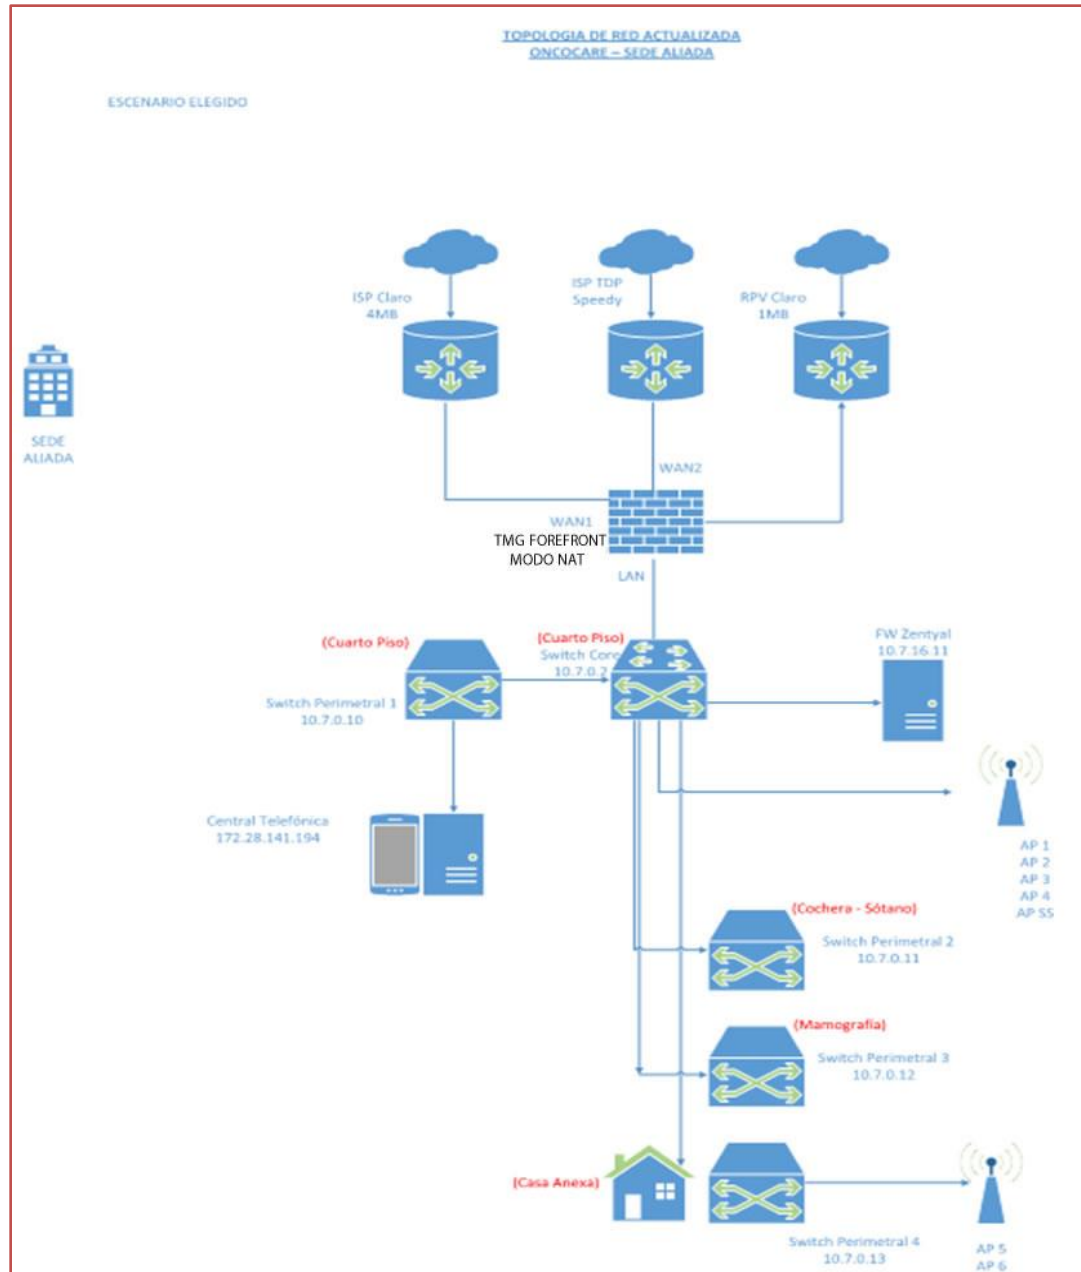 TOPOLOGIA DE RED ACTUALIZADA
ONCOCARE – SEDE ALIADA
ESCENARIO ELEGIDO
ISP Claro
4MB
ISP TDP
Speedy
RPV Claro
1MB
SEDE
ALIADA
WAN2
WAN1
TMG FOREFRONT
MODO NAT
LAN
(Cuarto Piso)
Switch Perimetral 1
10.7.0.10
(Cuarto Piso)
Switch Core
10.7.0.2
FW Zentyal
10.7.16.11
Central Telefónica
172.28.141.194
AP 1
AP 2
AP 3
AP 4
AP SS
(Cochera - Sótano)
Switch Perimetral 2
10.7.0.11
(Mamografía)
Switch Perimetral 3
10.7.0.12
(Casa Anexa)
Switch Perimetral 4
10.7.0.13
AP 5
AP 6